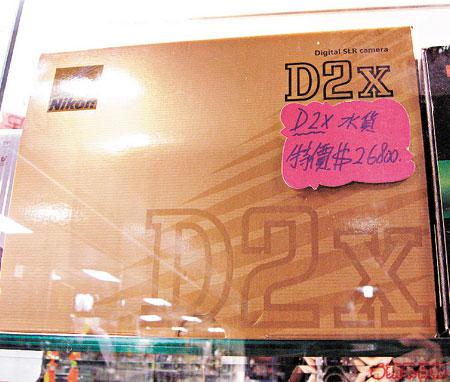 Digital SLR camera
D2x
Nikon
D2x 水貨
特價$26800.
D2x